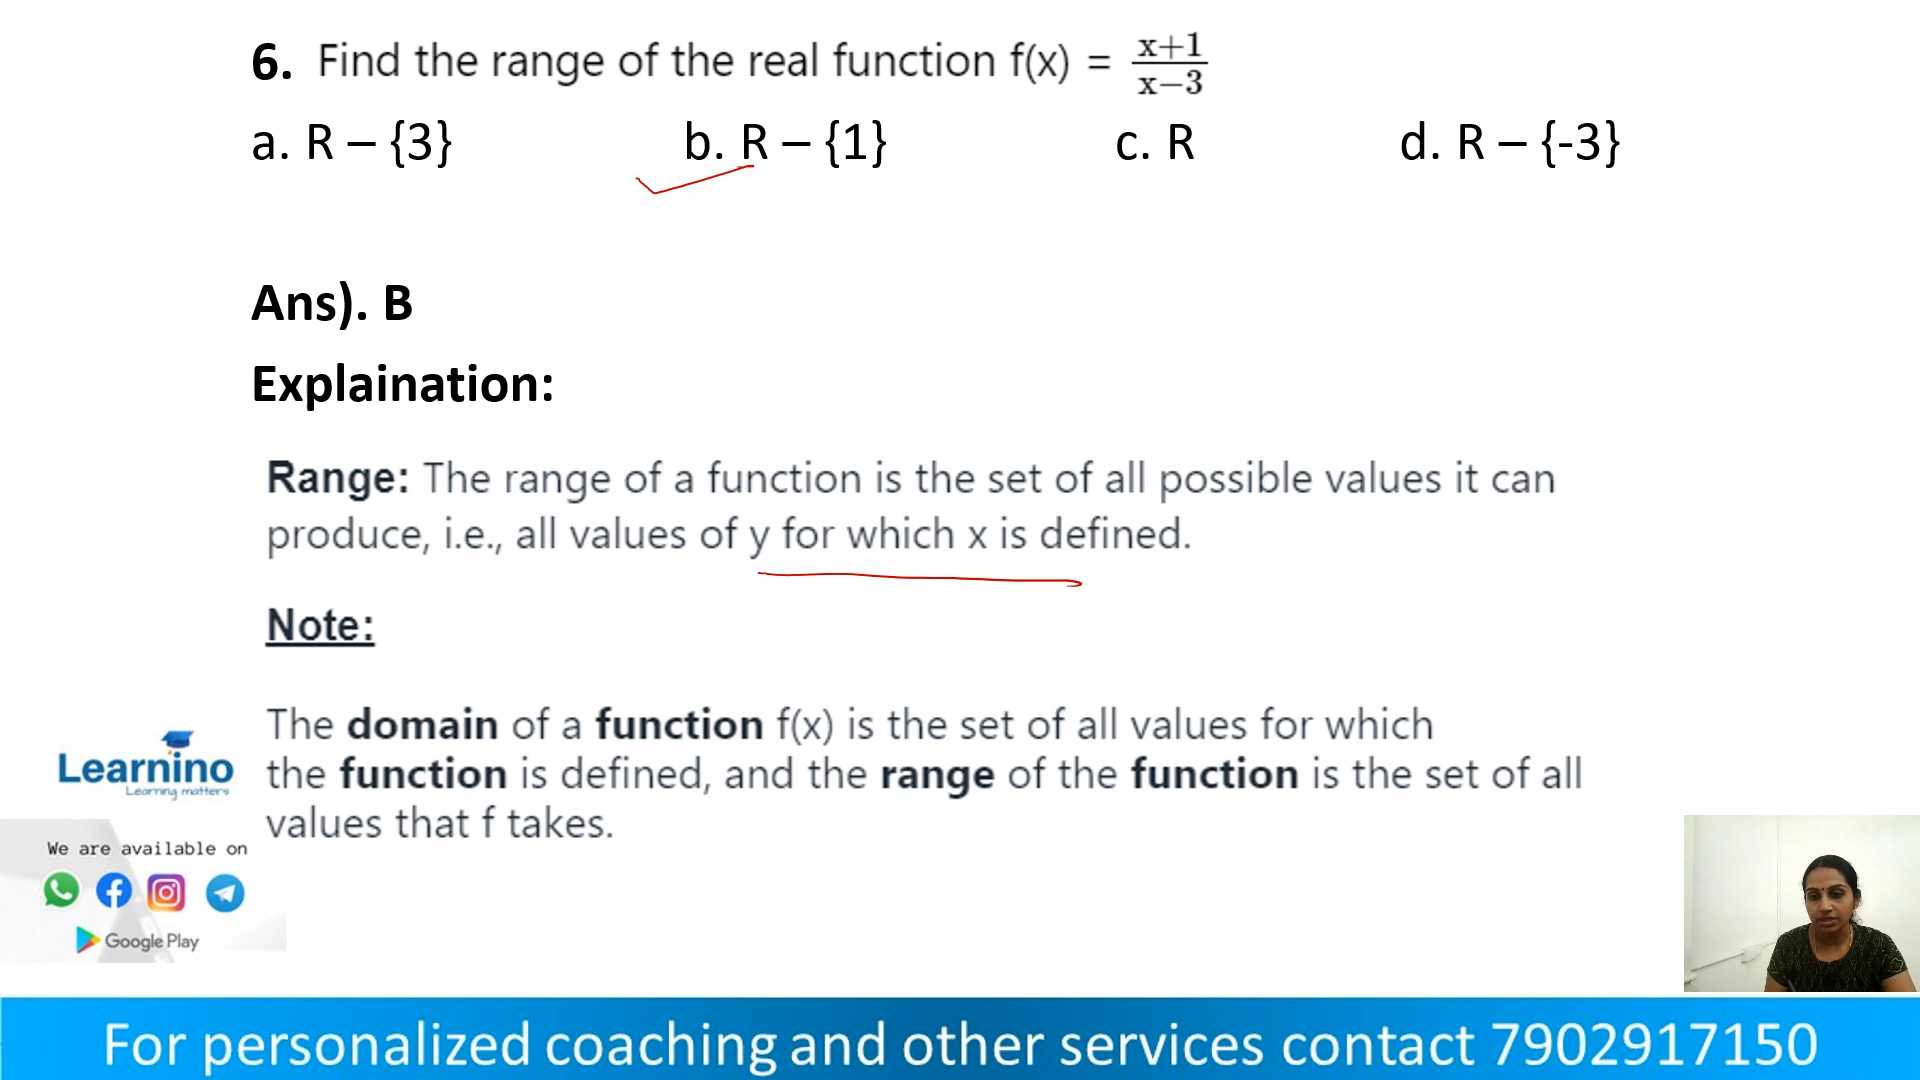 6. Find the range of the real function f(x) = x+1/x−3
a. R – {3} b. R – {1} c. R d. R – {-3}
Ans). B
Explaination:
Range: The range of a function is the set of all possible values it can
produce, i.e., all values of y for which x is defined.
Note:
The domain of a function f(x) is the set of all values for which
the function is defined, and the range of the function is the set of all
values that f takes.
Learnino
Learning matters
We are available on
Google Play
For personalized coaching and other services contact 7902917150